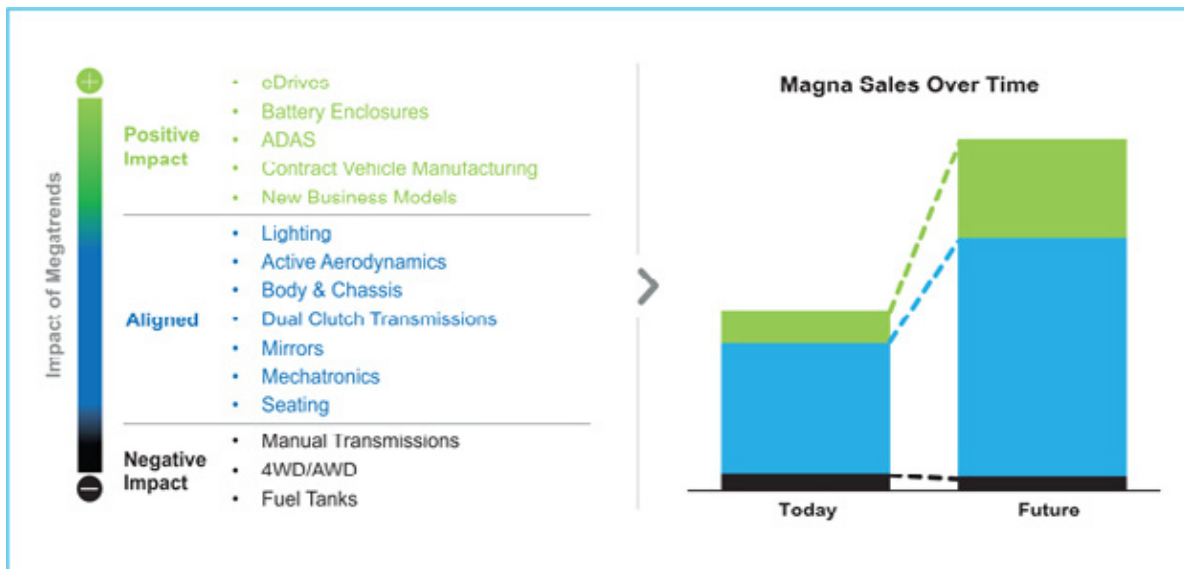 Impact of Megatrends
Positive
Impact
• eDrives
• Battery Enclosures
• ADAS
• Contract Vehicle Manufacturing
• New Business Models
Aligned
• Lighting
• Active Aerodynamics
• Body & Chassis
• Dual Clutch Transmissions
• Mirrors
• Mechatronics
• Seating
Negative
Impact
• Manual Transmissions
• 4WD/AWD
• Fuel Tanks
Magna Sales Over Time
Today
Future